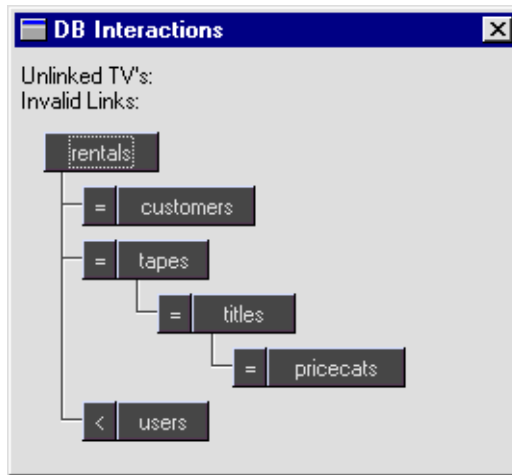 DB Interactions
Unlinked TV's:
Invalid Links:
rentals
= customers
= tapes
= titles
= pricecats
< users